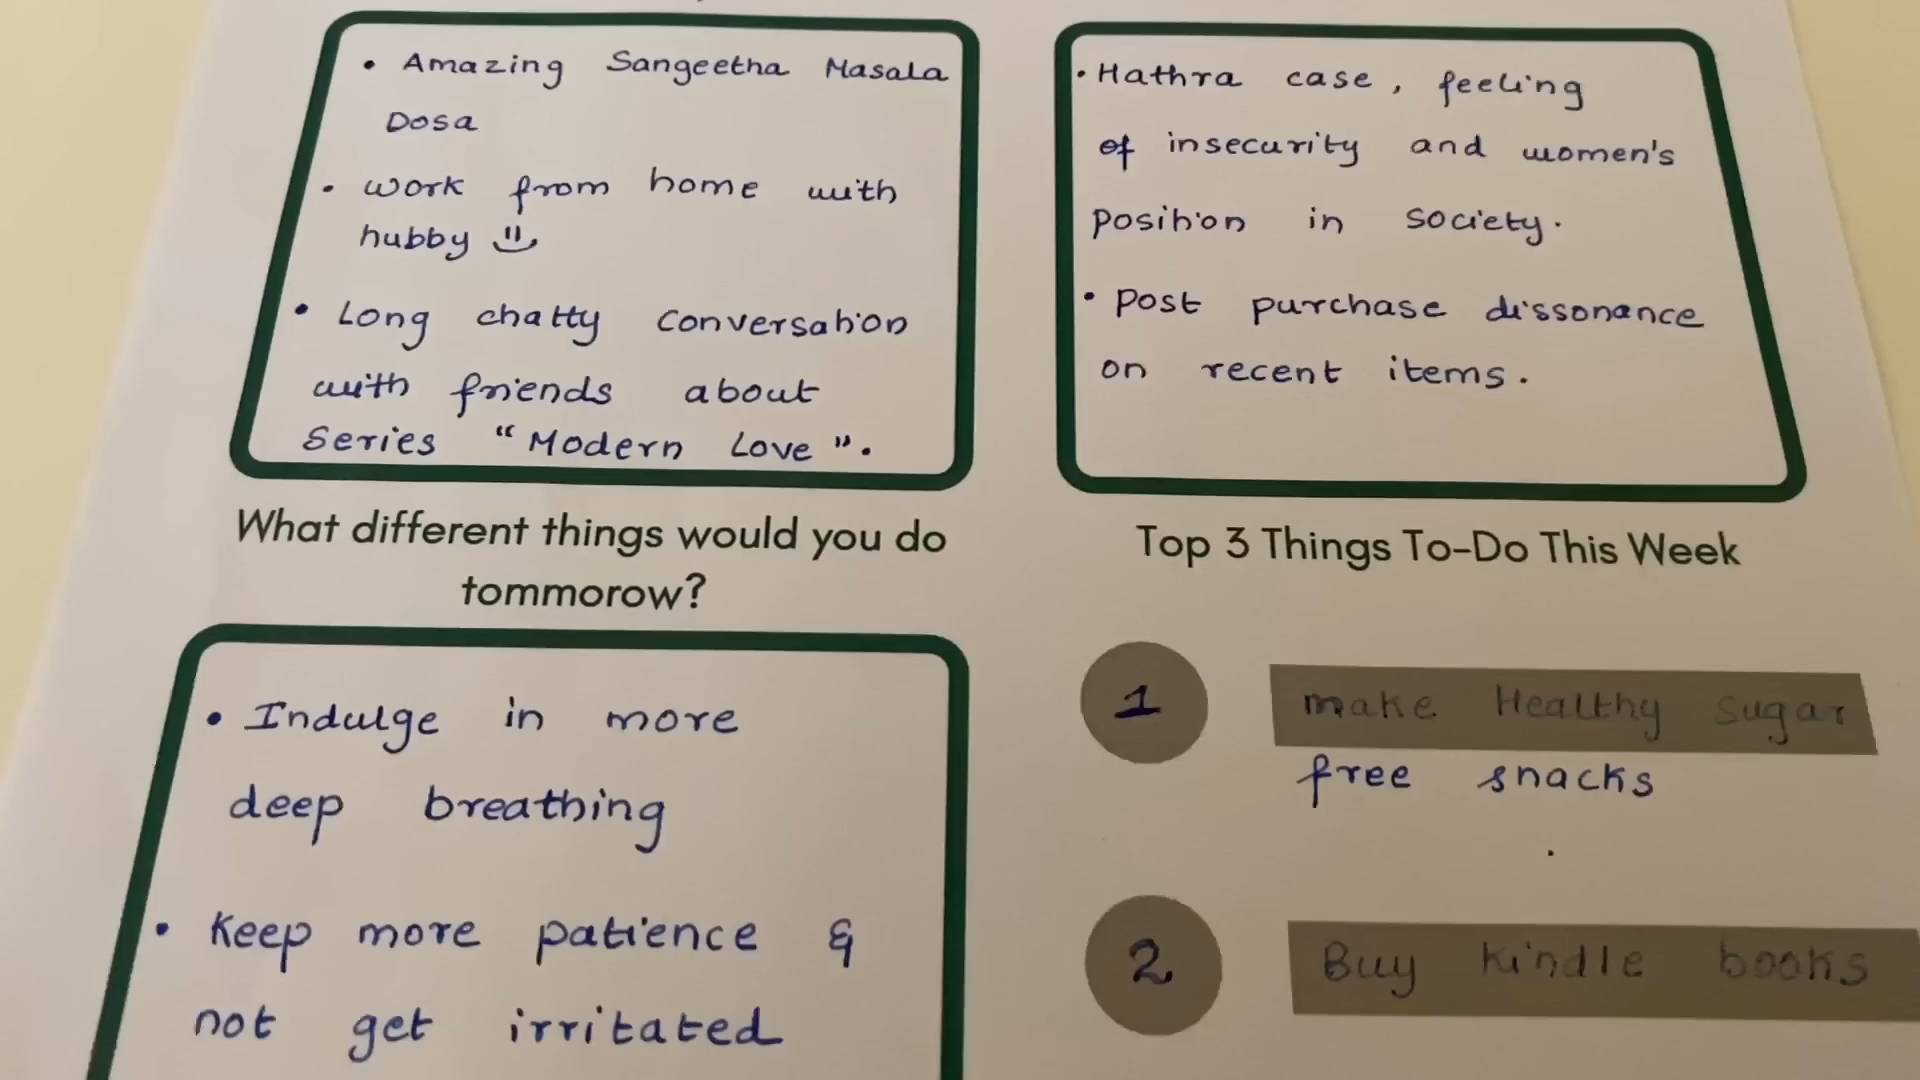 • Amazing Sangeetha Masala
Dosa
• work from home with
hubby
• Long chatty conversation
with friends about
Series "Modern Love".
• Hathra case, feeling
of insecurity and women's
position in society.
• Post purchase dissonance
on recent items.
What different things would you do
tommorow?
• Indulge in more
deep breathing
• Keep more patience &
not get irritated
Top 3 Things To-Do This Week
1 make Healthy sugar
free snacks
2 Buy kindle books